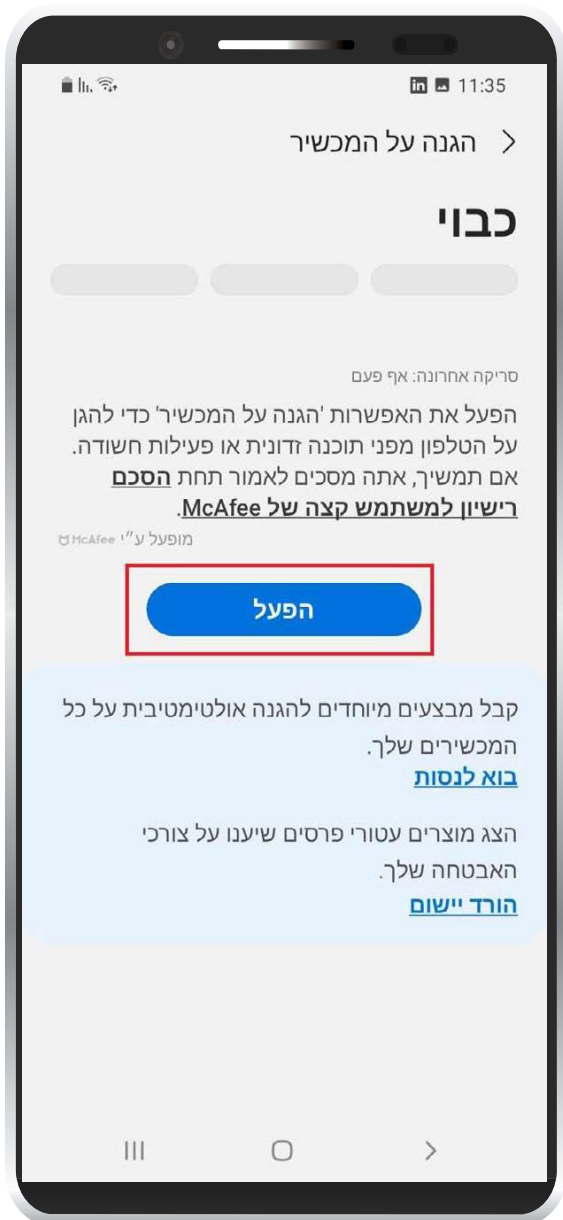 11:35
הגנה על המכשיר
כבוי
סריקה אחרונה: אף פעם
הפעל את האפשרות 'הגנה על המכשיר' כדי להגן
על הטלפון מפני תוכנה זדונית או פעילות חשודה.
אם תמשיך, אתה מסכים לאמור תחת הסכם
רישיון למשתמש קצה של McAfee.
מופעל ע״י McAfee
הפעל
קבל מבצעים מיוחדים להגנה אולטימטיבית על כל
המכשירים שלך.
בוא לנסות
הצג מוצרים עטורי פרסים שיענו על צורכי
האבטחה שלך.
הורד יישום